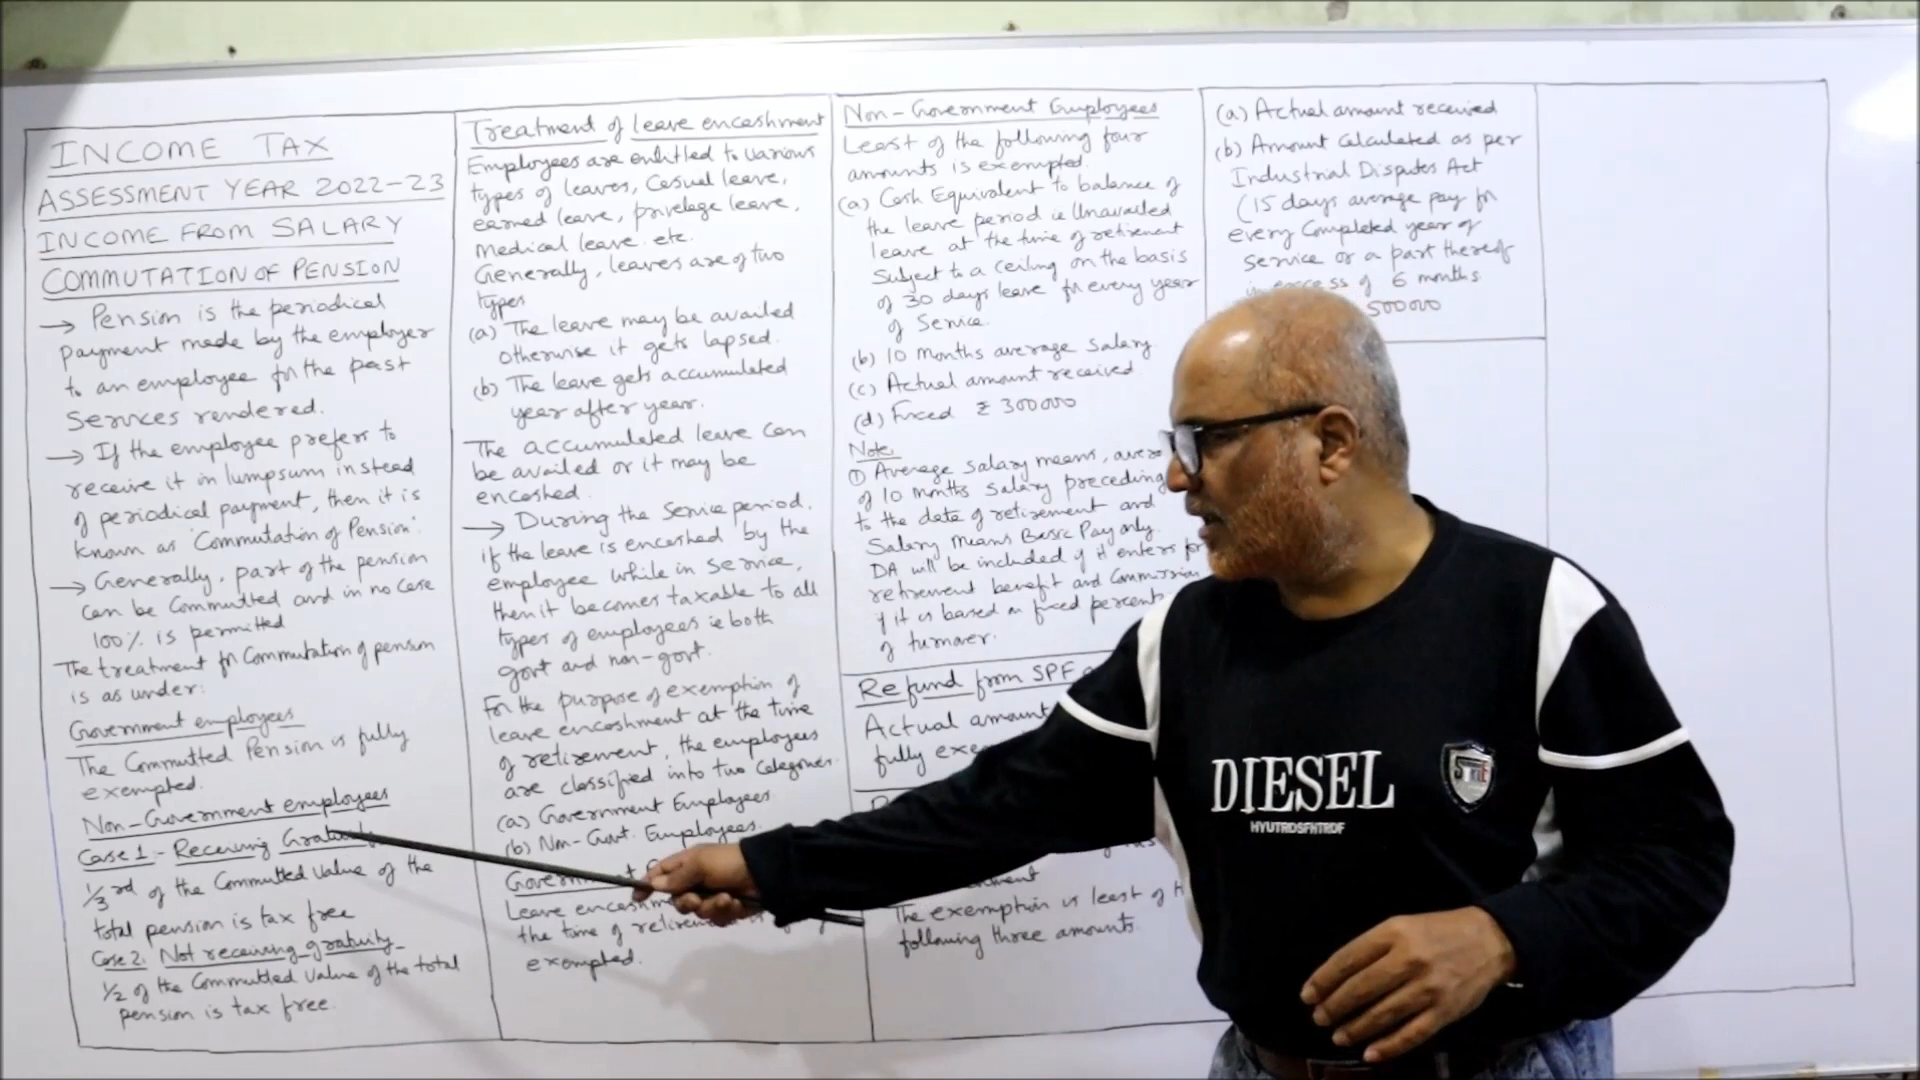 INCOME TAX
ASSESSMENT YEAR 2022-23
INCOME FROM SALARY
COMMUTATION OF PENSION
→ Pension is the periodical
payment made by the employer
to an employee for the past
Services rendered.
→ If the employee prefers to
receive it in lumpsum instead
of periodical payment, then it is
known as 'Commutation of Pension'.
→ Generally, part of the pension
can be Commutted and in no case
100% is permitted
The treatment for Commutation of pension
is as under:
Government employees
The Commutted Pension is fully
exempted.
Non-Government employees
Case 1:- Receiving Gratuity
1/3rd of the Commutted value of the
total pension is tax free
Case 2. Not receiving gratuity
1/2 of the Commutted value of the total
pension is tax free.
Treatment of leave encashment
Employees are entitled to various
types of leaves, Casual leave,
earned leave, privelege leave,
Medical leave etc.
Generally, leaves are of two
types
(a) The leave may be availed
otherwise it gets lapsed.
(b) The leave gets accumulated
year after year.
The accumulated leave can
be availed or it may be
encashed.
→ During the service period,
if the leave is encashed by the
employee while in service,
then it becomes taxable to all
types of employees ie both
govt and non-govt.
For the purpose of exemption of
leave encashment at the time
of retirement, the employees
are classified into two categories.
(a) Government Employees
(b) Non-Govt. Employees.
Government
Leave
the time of
exempted.
Non-Government Employees
Least of the following four
amounts is exempted.
(a) Cash Equivalent to balance of
the leave period ie Unavailed
leave at the time of retirement
Subject to a ceiling on the basis
of 30 days leave for every year
of Service.
(b) 10 months average Salary
(c) Actual amount received
(d) Fixed ₹ 300000
Note:
① Average salary means,
of 10 months salary preceding
to the date of retirement and
Salary means Basic Pay only.
DA will be included if it enters for
retirement benefit and Commission
if it is based on fixed
of turnover.
Refund from SPF
Actual amount
fully
The exemption is least of
following three amounts.
(a) Actual amount received
(b) Amount Calculated as per
Industrial Disputes Act
(15 days average pay for
every Completed year of
service or a part thereof
in excess of 6 months
500000
DIESEL
HYUTRDSFHTRDF